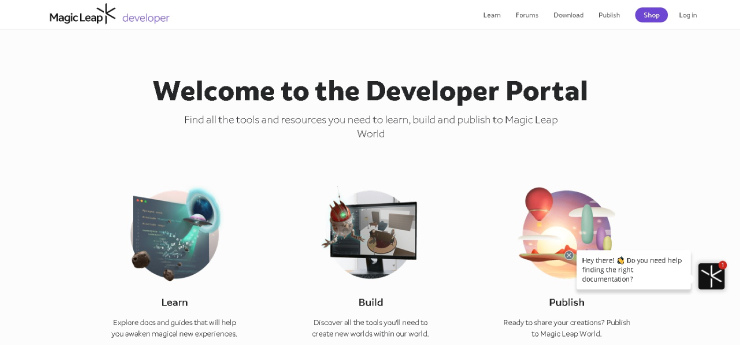 Magic Leap developer
Learn Forums Download Publish Shop Log in
Welcome to the Developer Portal
Find all the tools and resources you need to learn, build and publish to Magic Leap
World
Learn
Explore docs and guides that will help
you awaken magical new experiences.
Build
Discover all the tools you'll need to
create new worlds within our world.
Publish
Ready to share your creations? Publish
to Magic Leap World.
Hey there! 👩 Do you need help
finding the right
documentation?